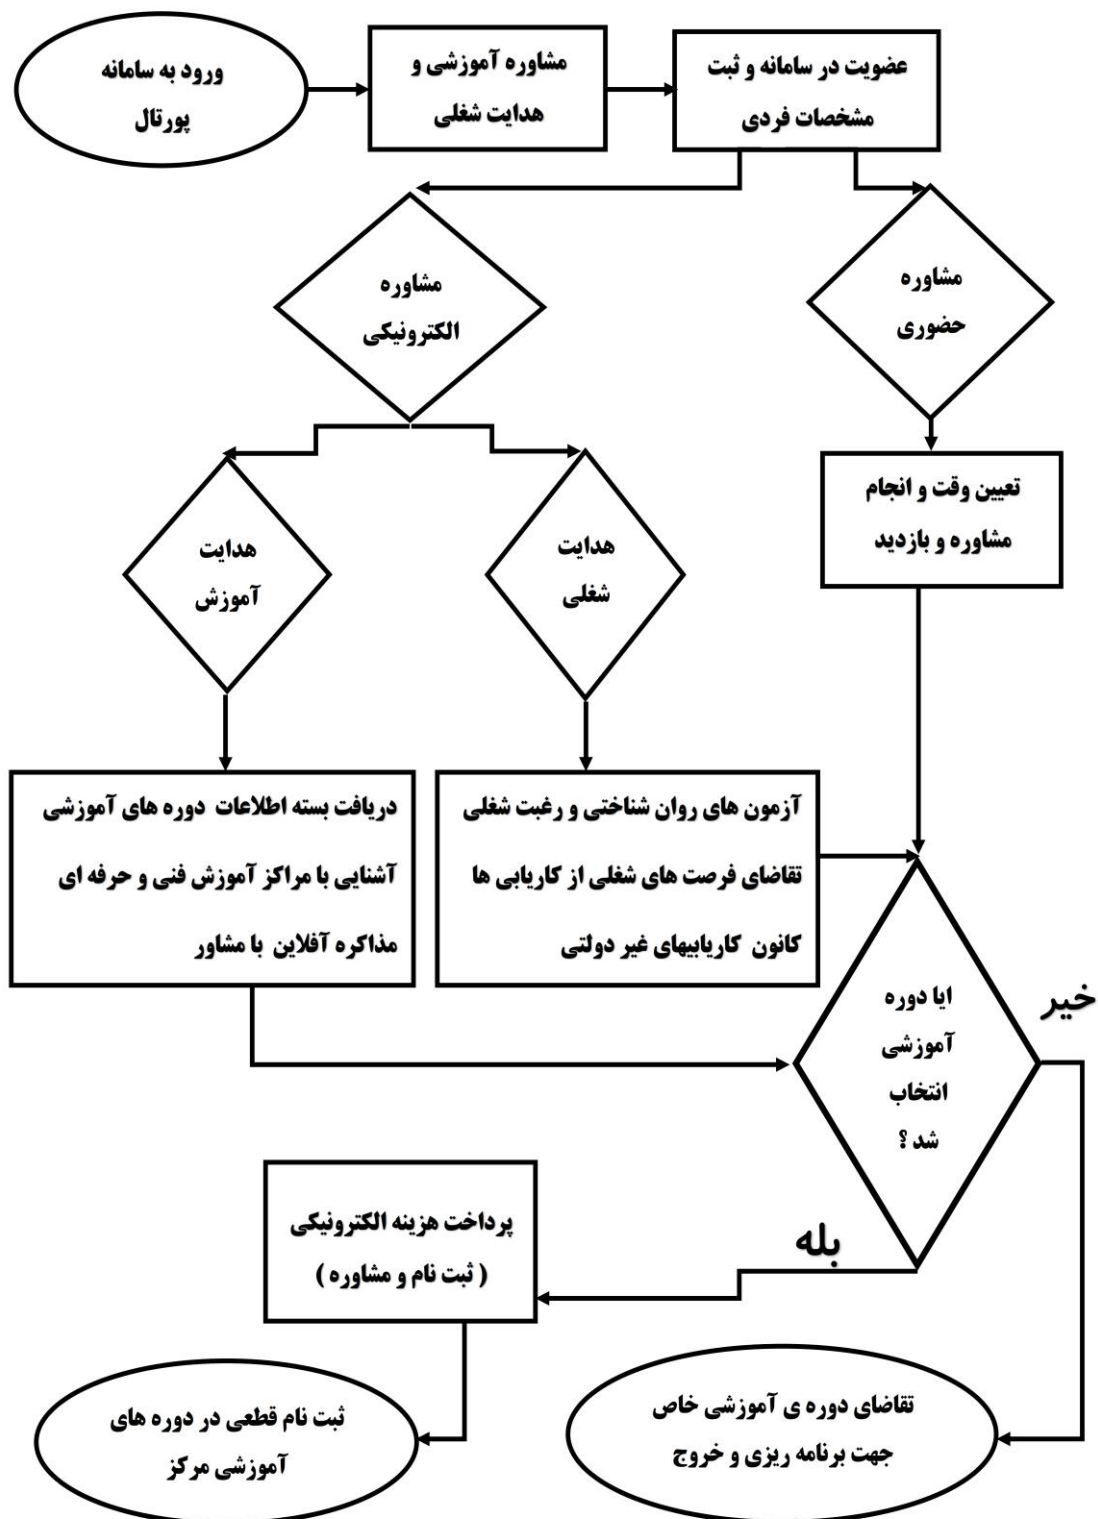 ورود به سامانه
پورتال
مشاوره آموزشی و
هدایت شغلی
عضویت در سامانه و ثبت
مشخصات فردی
مشاوره
الکترونیکی
مشاوره
حضوری
هدایت
آموزش
هدایت
شغلی
تعیین وقت و انجام
مشاوره و بازدید
دریافت بسته اطلاعات دوره های آموزشی
آشنایی با مراکز آموزش فنی و حرفه ای
مذاکره آفلاین با مشاور
آزمون های روان شناختی و رغبت شغلی
تقاضای فرصت های شغلی از کاریابی ها
کانون کاریابیهای غیر دولتی
ایا دوره
آموزشی
انتخاب
شد ؟
خیر
بله
پرداخت هزینه الکترونیکی
( ثبت نام و مشاوره )
ثبت نام قطعی در دوره های
آموزشی مرکز
تقاضای دوره ی آموزشی خاص
جهت برنامه ریزی و خروج